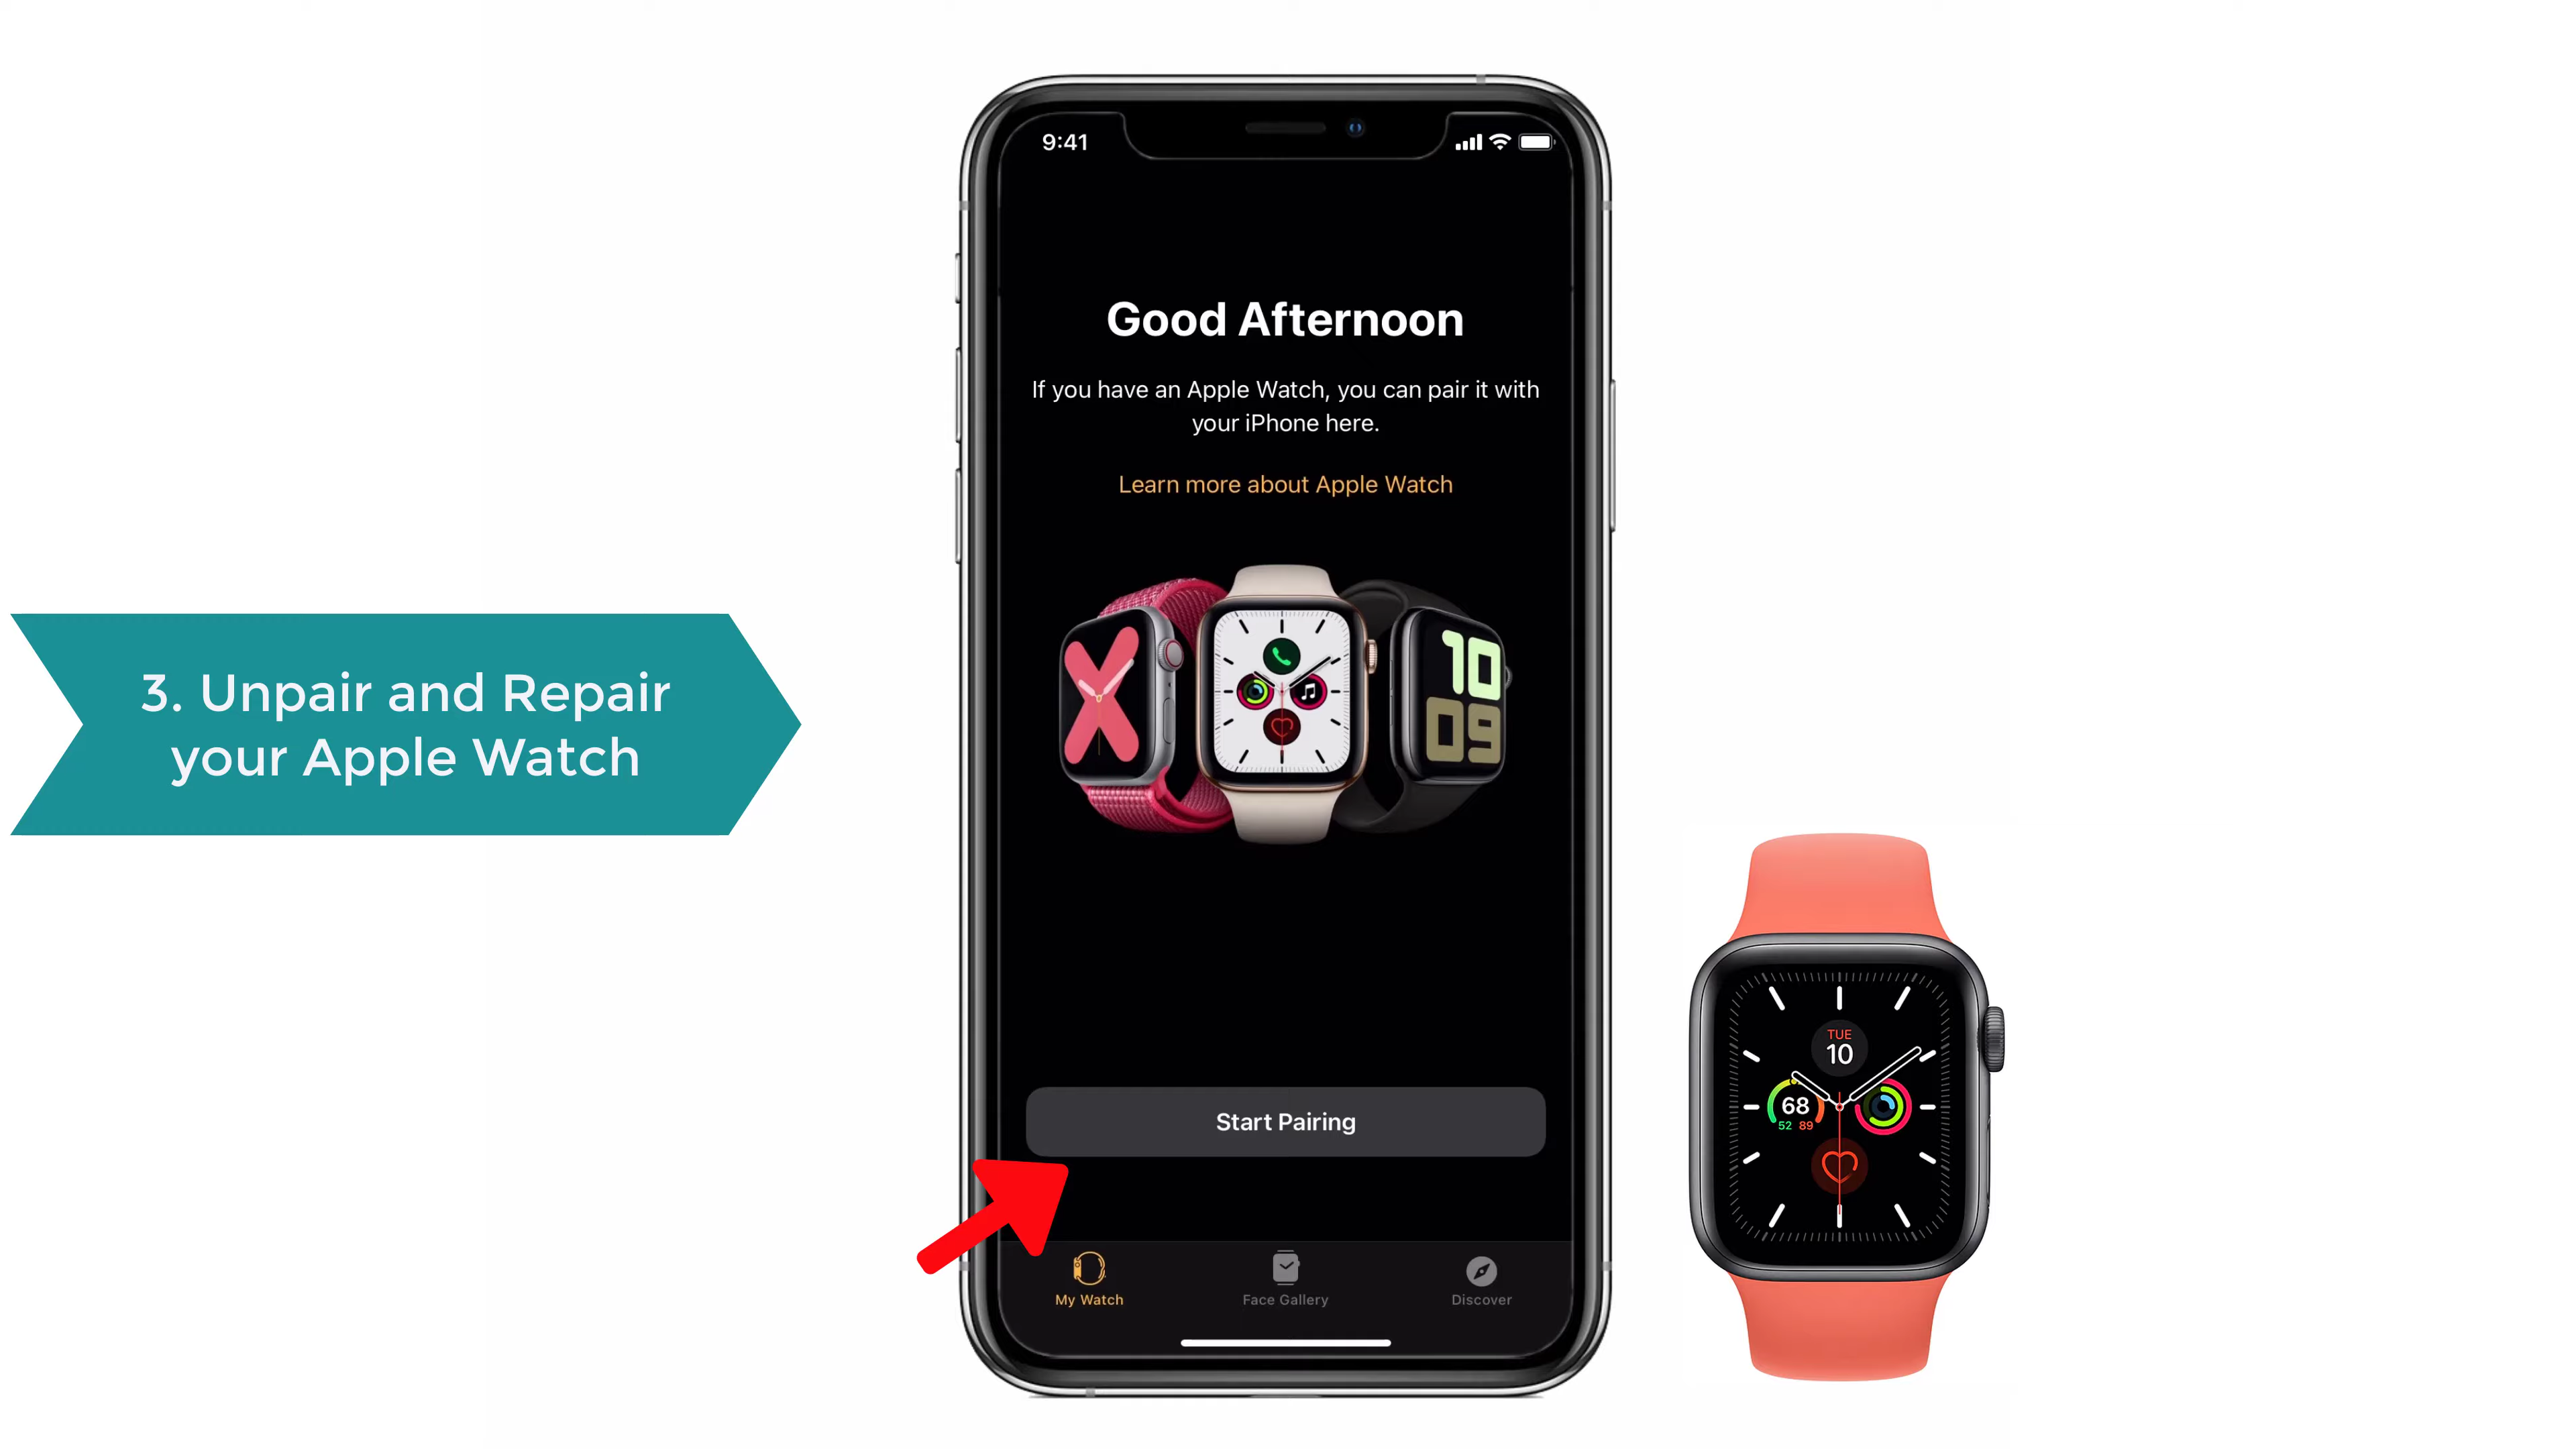 3. Unpair and Repair
your Apple Watch
9:41
Good Afternoon
If you have an Apple Watch, you can pair it with
your iPhone here.
Learn more about Apple Watch
10
09
Start Pairing
My Watch
Face Gallery
Discover
TUE
10
68
52 89